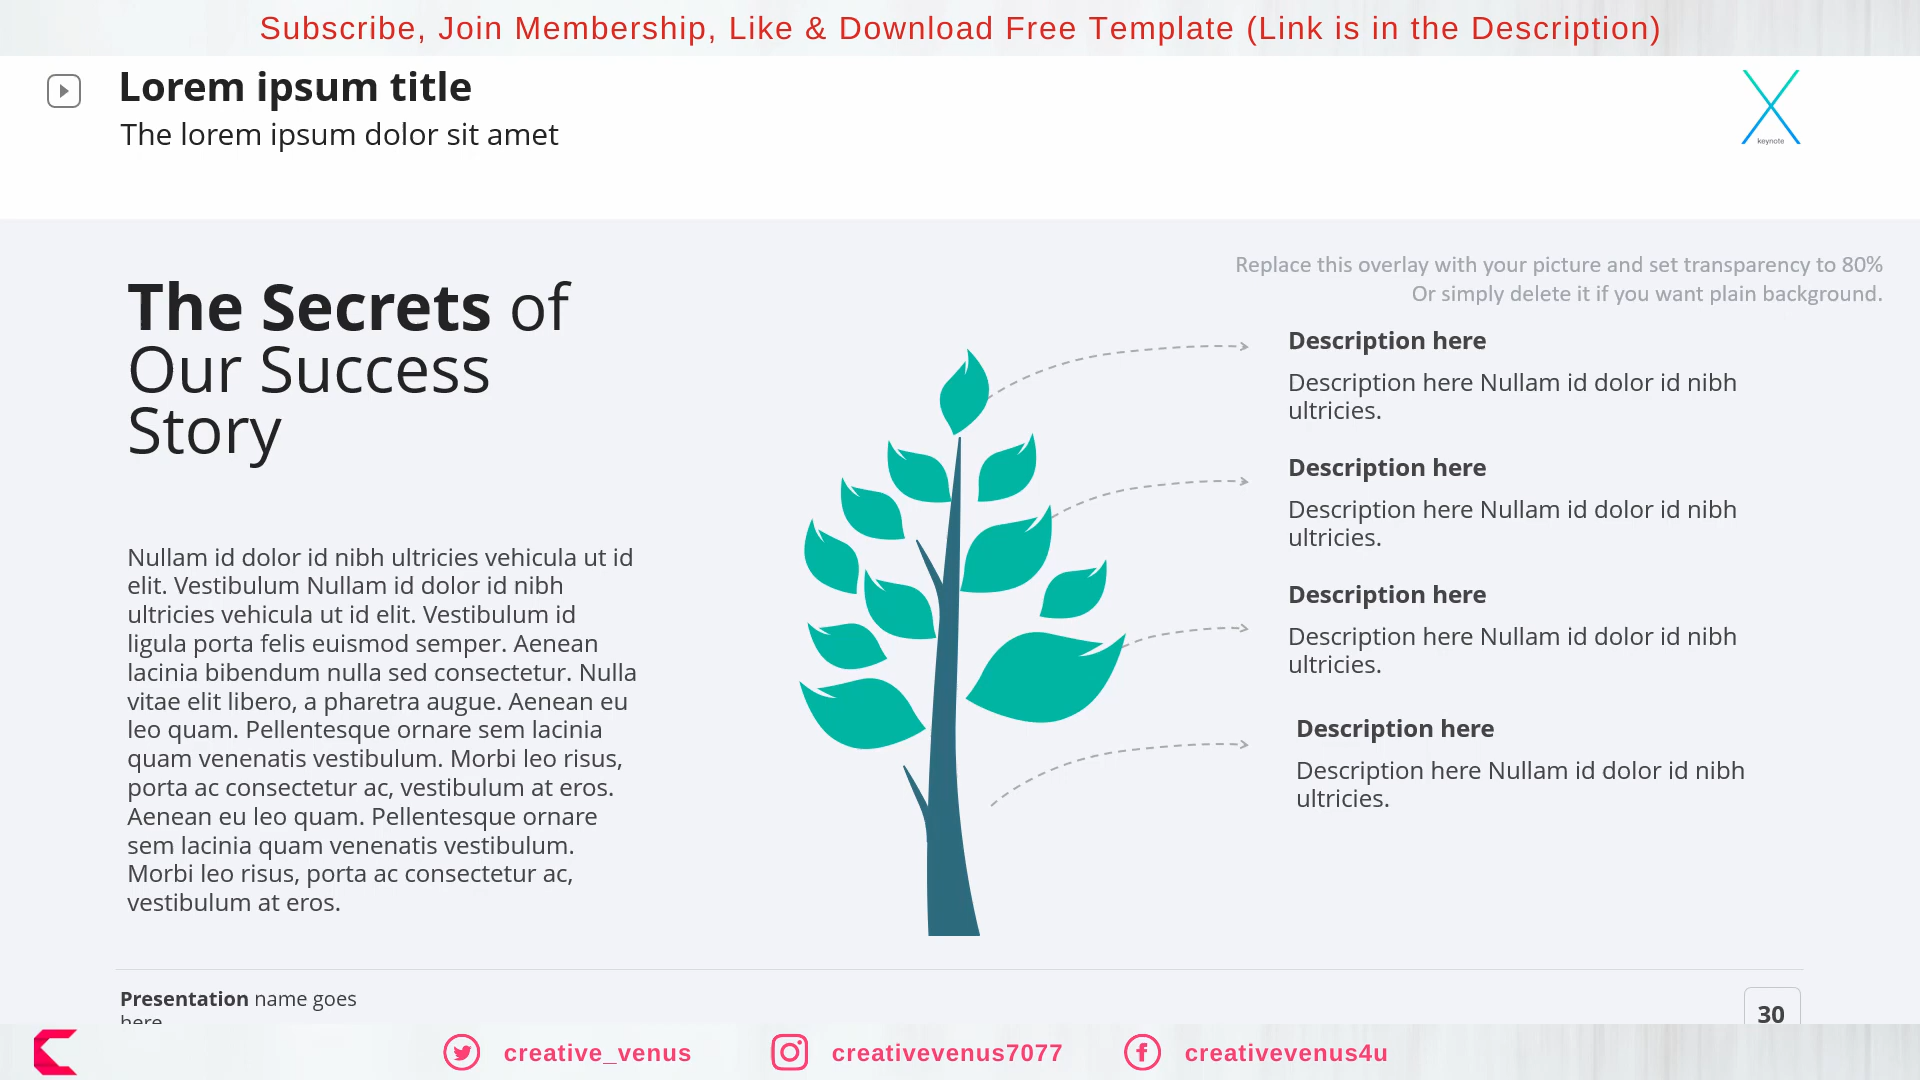 Subscribe, Join Membership, Like & Download Free Template (Link is in the Description)
Lorem ipsum title
The lorem ipsum dolor sit amet
keynote
Replace this overlay with your picture and set transparency to 80%
Or simply delete it if you want plain background.
The Secrets of
Our Success
Story
Nullam id dolor id nibh ultricies vehicula ut id
elit. Vestibulum Nullam id dolor id nibh
ultricies vehicula ut id elit. Vestibulum id
ligula porta felis euismod semper. Aenean
lacinia bibendum nulla sed consectetur. Nulla
vitae elit libero, a pharetra augue. Aenean eu
leo quam. Pellentesque ornare sem lacinia
quam venenatis vestibulum. Morbi leo risus,
porta ac consectetur ac, vestibulum at eros.
Aenean eu leo quam. Pellentesque ornare
sem lacinia quam venenatis vestibulum.
Morbi leo risus, porta ac consectetur ac,
vestibulum at eros.
Description here
Description here Nullam id dolor id nibh
ultricies.
Description here
Description here Nullam id dolor id nibh
ultricies.
Description here
Description here Nullam id dolor id nibh
ultricies.
Description here
Description here Nullam id dolor id nibh
ultricies.
Presentation name goes
here
30
creative_venus
creativevenus7077
creativevenus4u